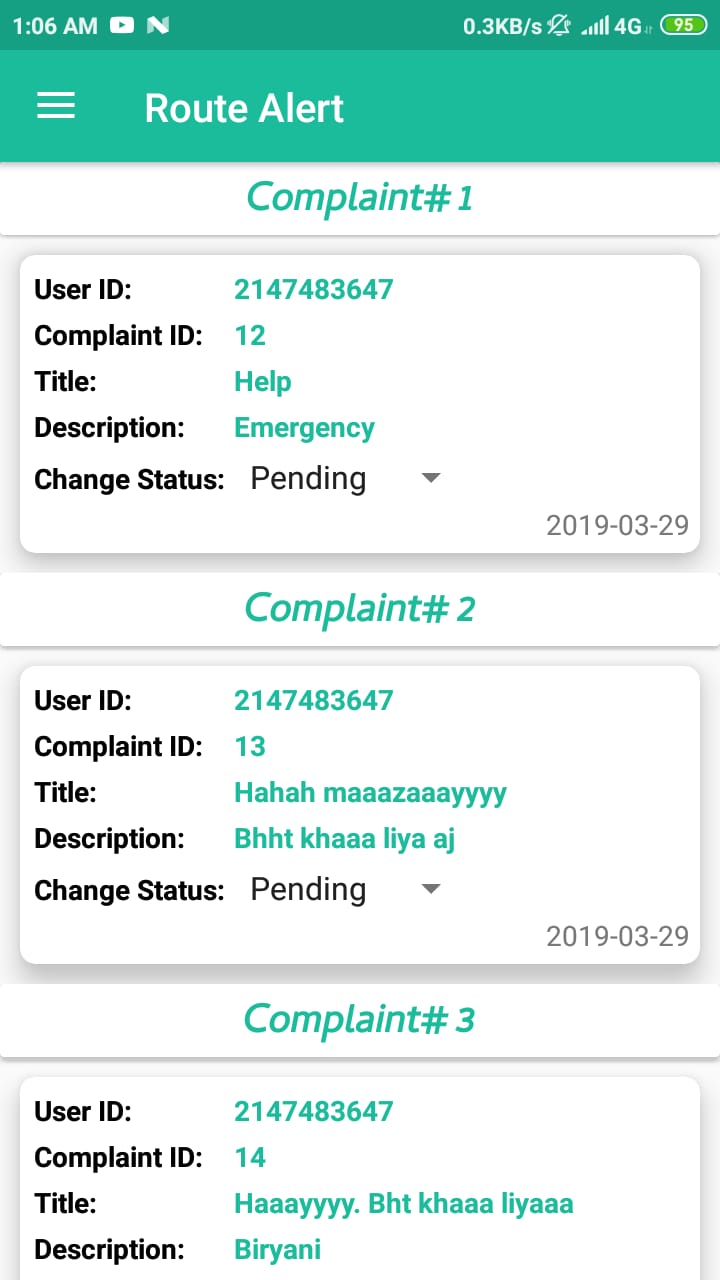 1:06 AM 0.3KB/s 4G 95
Route Alert
Complaint# 1
User ID: 2147483647
Complaint ID: 12
Title: Help
Description: Emergency
Change Status: Pending
2019-03-29
Complaint# 2
User ID: 2147483647
Complaint ID: 13
Title: Hahah maaazaaayyyy
Description: Bhht khaaa liya aj
Change Status: Pending
2019-03-29
Complaint# 3
User ID: 2147483647
Complaint ID: 14
Title: Haaayyyy. Bht khaaa liyaaa
Description: Biryani